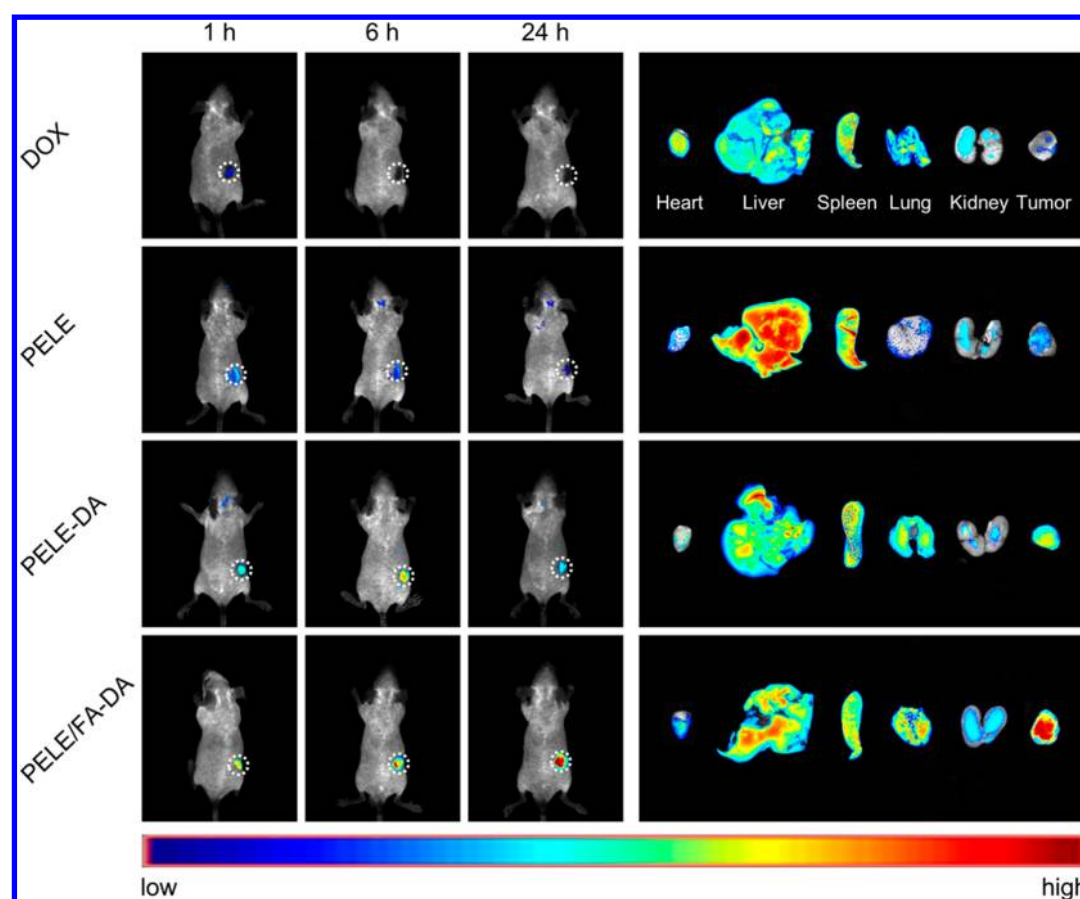 1 h 6 h 24 h
DOX
Heart Liver Spleen Lung Kidney Tumor
PELE
PELE-DA
PELE/FA-DA
low high